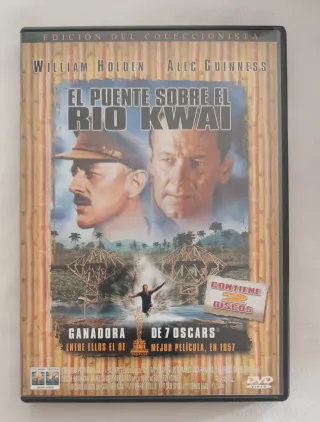 EDICIÓN DEL COLECCIONISTA
WILLIAM HOLDEN ALEC GUINNESS
EL PUENTE SOBRE EL
RIO KWAI
CONTIENE
2
DISCOS
GANADORA DE 7 OSCARS
ENTRE ELLOS EL DE MEJOR PELÍCULA, EN 1957
DVD